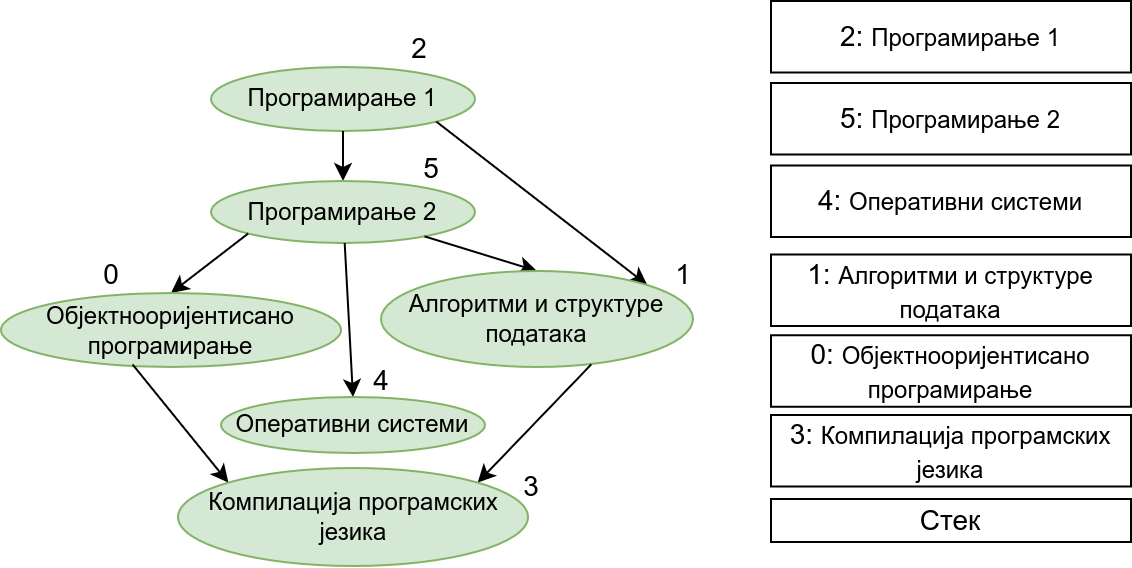 2
Програмирање 1
5
Програмирање 2
0
1
Објектнооријентисано
програмирање
Алгоритми и структуре
података
4
Оперативни системи
3
Компилација програмских
језика
2: Програмирање 1
5: Програмирање 2
4: Оперативни системи
1: Алгоритми и структуре
података
0: Објектнооријентисано
програмирање
3: Компилација програмских
језика
Стек